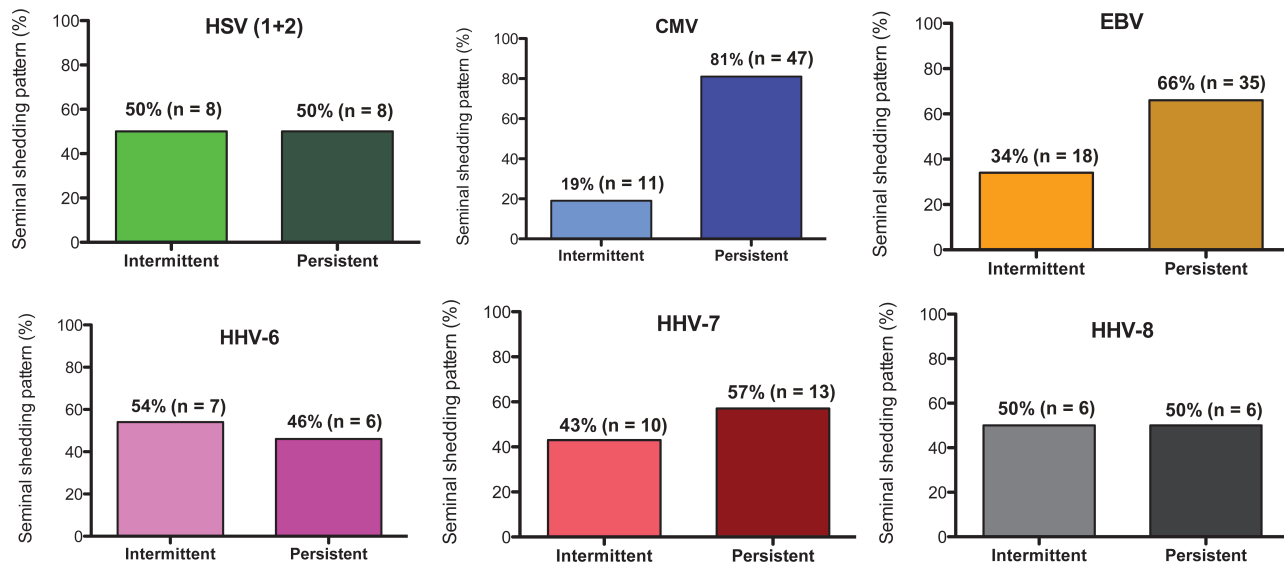 HSV (1+2)
Seminal shedding pattern (%)
100
80
60
40
20
0
50% (n = 8)
50% (n = 8)
Intermittent
Persistent
CMV
Seminal shedding pattern (%)
100
80
60
40
20
0
19% (n = 11)
81% (n = 47)
Intermittent
Persistent
EBV
Seminal shedding pattern (%)
100
80
60
40
20
0
34% (n = 18)
66% (n = 35)
Intermittent
Persistent
HHV-6
Seminal shedding pattern (%)
100
80
60
40
20
0
54% (n = 7)
46% (n = 6)
Intermittent
Persistent
HHV-7
Seminal shedding pattern (%)
100
80
60
40
20
0
43% (n = 10)
57% (n = 13)
Intermittent
Persistent
HHV-8
Seminal shedding pattern (%)
100
80
60
40
20
0
50% (n = 6)
50% (n = 6)
Intermittent
Persistent